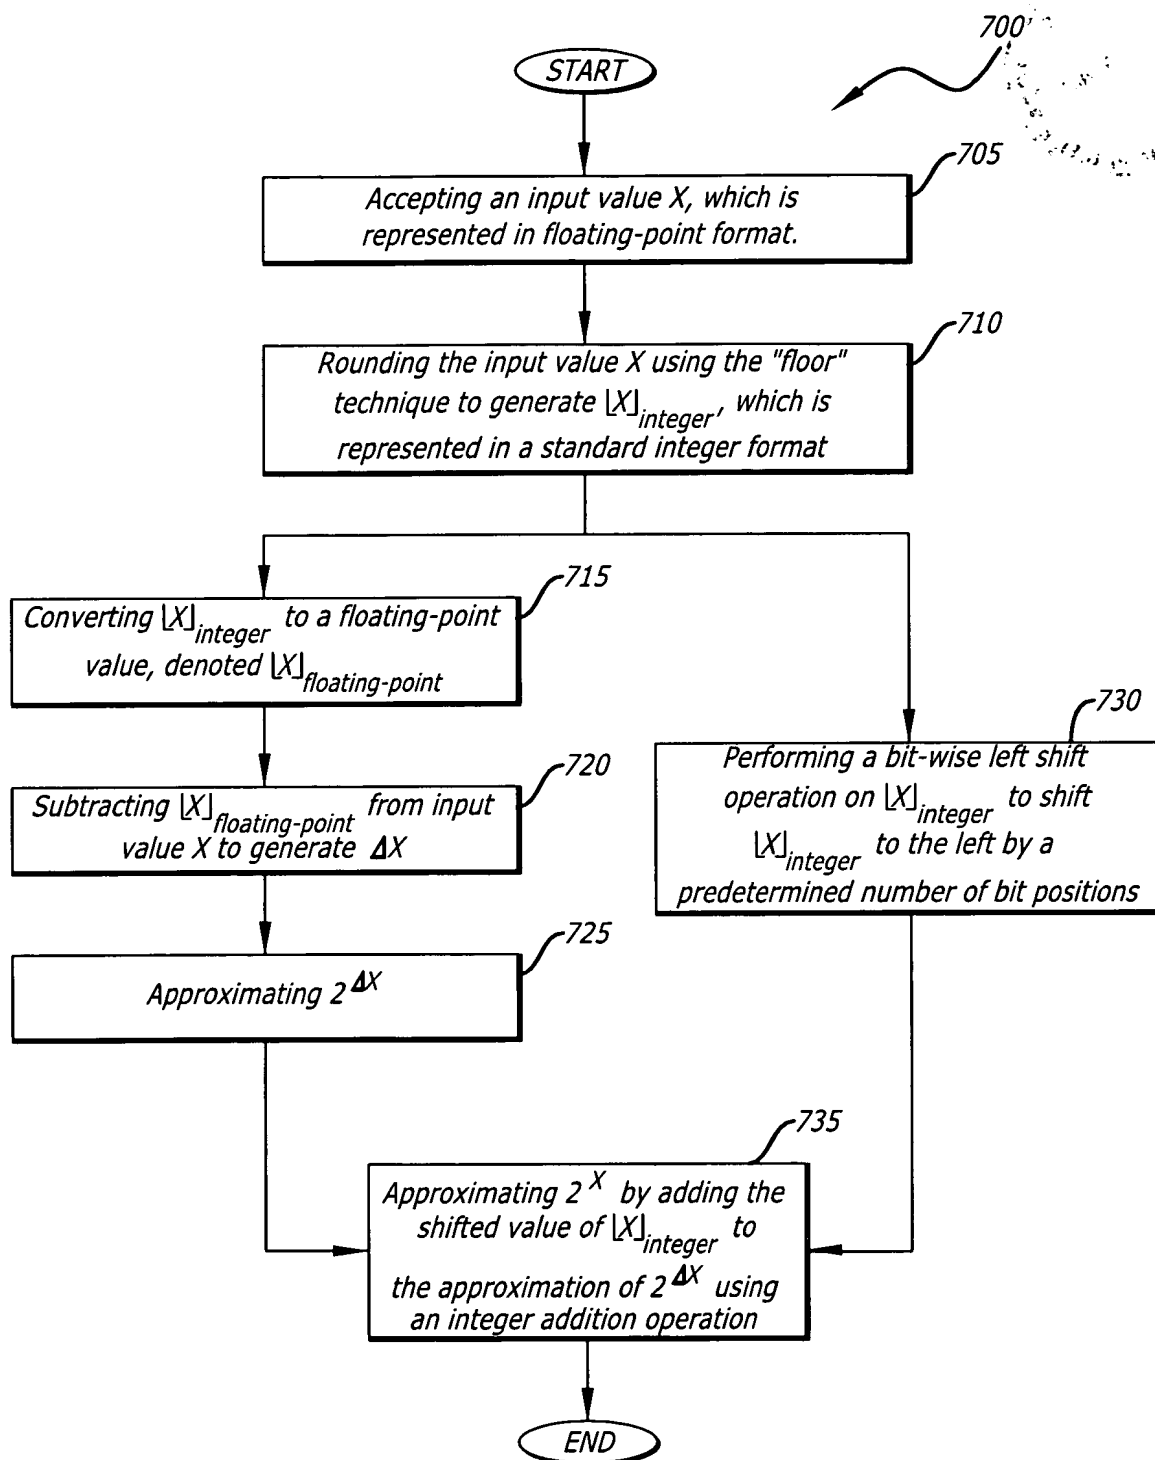 700
START
705
Accepting an input value X, which is
represented in floating-point format.
710
Rounding the input value X using the "floor"
technique to generate ⌊X⌋integer, which is
represented in a standard integer format
715
Converting ⌊X⌋integer to a floating-point
value, denoted ⌊X⌋floating-point
720
Subtracting ⌊X⌋floating-point from input
value X to generate ΔX
725
Approximating 2^ΔX
730
Performing a bit-wise left shift
operation on ⌊X⌋integer to shift
⌊X⌋integer to the left by a
predetermined number of bit positions
735
Approximating 2^X by adding the
shifted value of ⌊X⌋integer to
the approximation of 2^ΔX using
an integer addition operation
END